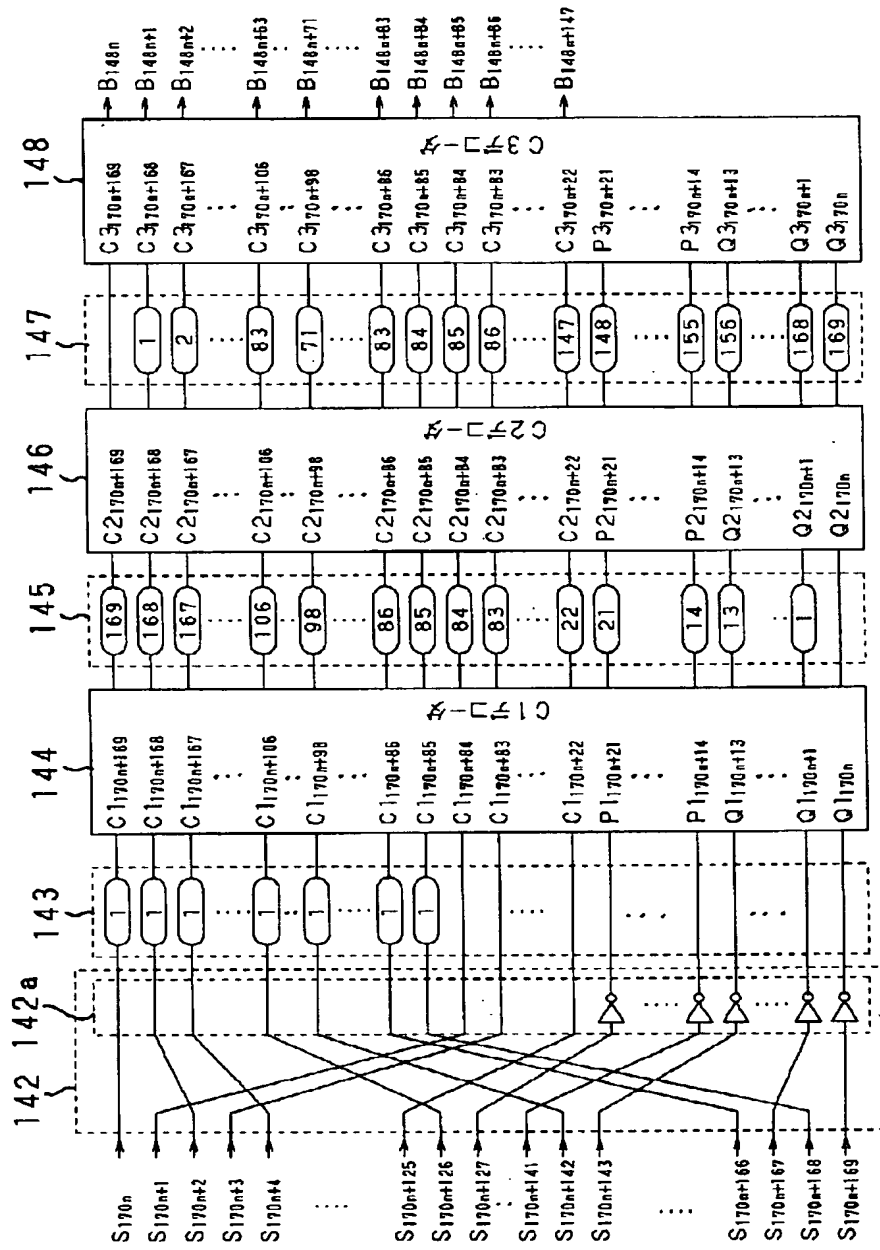 S170n
S170n+1
S170n+2
S170n+3
S170n+4
.....
S170n+125
S170n+126
S170n+127
.....
S170n+141
S170n+142
S170n+143
....
S170n+166
S170n+167
S170n+168
S170n+169
142
142a
.....
.....
143
1
1
1
.....
1
...
1
.....
1
1
....
...
...
144
C1170n+169
C1170n+168
C1170n+167
....
C1170n+106
C1170n+98
....
C1170n+86
C1170n+85
C1170n+84
C1170n+83
....
C1170n+22
P1170n+21
....
P1170n+14
Q1170n+13
....
Q1170n+1
Q1170n
C1デコーダ
145
169
168
167
.....
106
98
.....
86
85
84
83
.....
22
21
....
14
13
...
1
146
C2170n+169
C2170n+168
C2170n+167
....
C2170n+106
C2170n+98
....
C2170n+86
C2170n+85
C2170n+84
C2170n+83
....
C2170n+22
P2170n+21
....
P2170n+14
Q2170n+13
....
Q2170n+1
Q2170n
C2デコーダ
147
1
2
.....
83
71
.....
83
84
85
86
.....
147
148
....
155
156
.....
168
169
148
C3170n+169
C3170n+168
C3170n+167
....
C3170n+106
C3170n+98
....
C3170n+86
C3170n+85
C3170n+84
C3170n+83
....
C3170n+22
P3170n+21
....
P3170n+14
Q3170n+13
....
Q3170n+1
Q3170n
C3デコーダ
B148n
B148n+1
B148n+2
.....
B148n+63
B148n+71
.....
B148n+83
B148n+84
B148n+85
B148n+86
.....
B148n+147